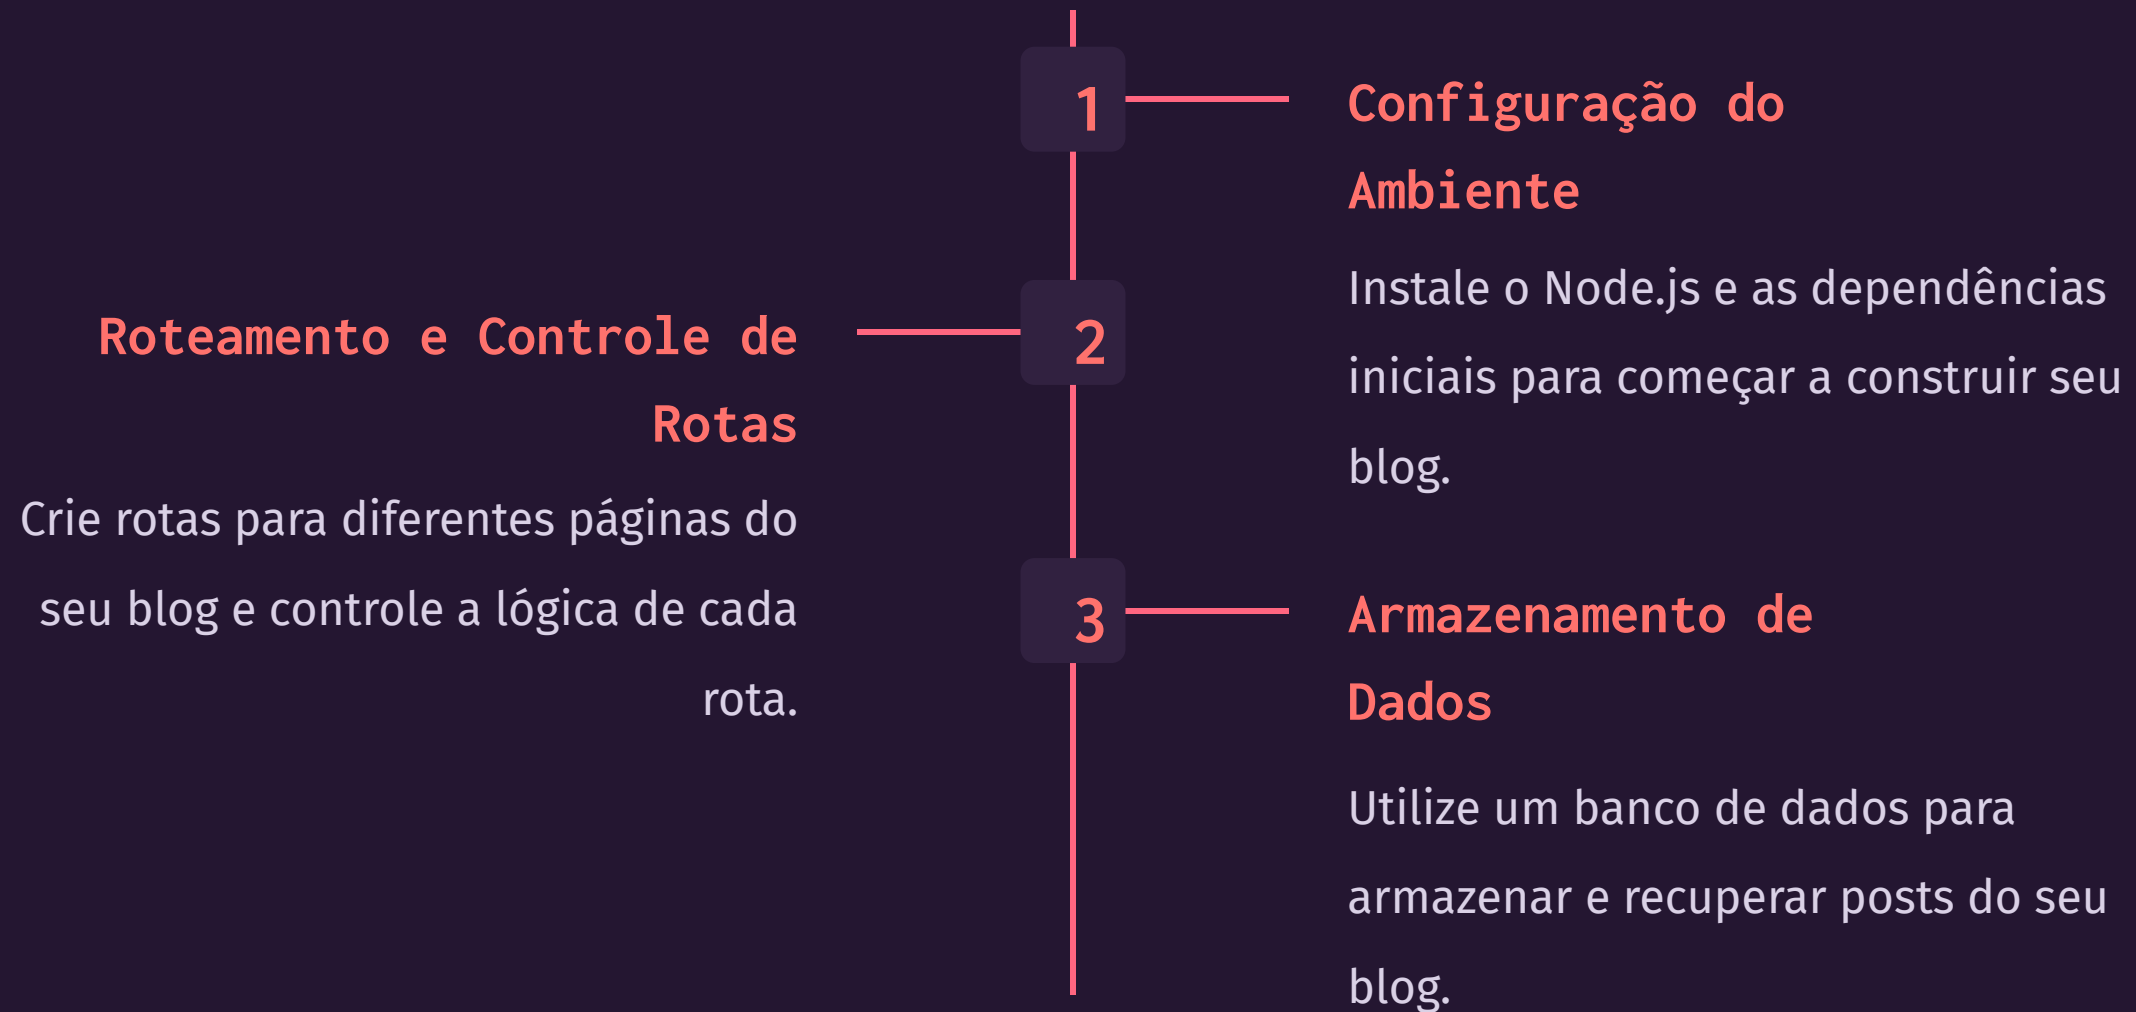 1
Configuração do
Ambiente
Instale o Node.js e as dependências
iniciais para começar a construir seu
blog.
2
Roteamento e Controle de
Rotas
Crie rotas para diferentes páginas do
seu blog e controle a lógica de cada
rota.
3
Armazenamento de
Dados
Utilize um banco de dados para
armazenar e recuperar posts do seu
blog.